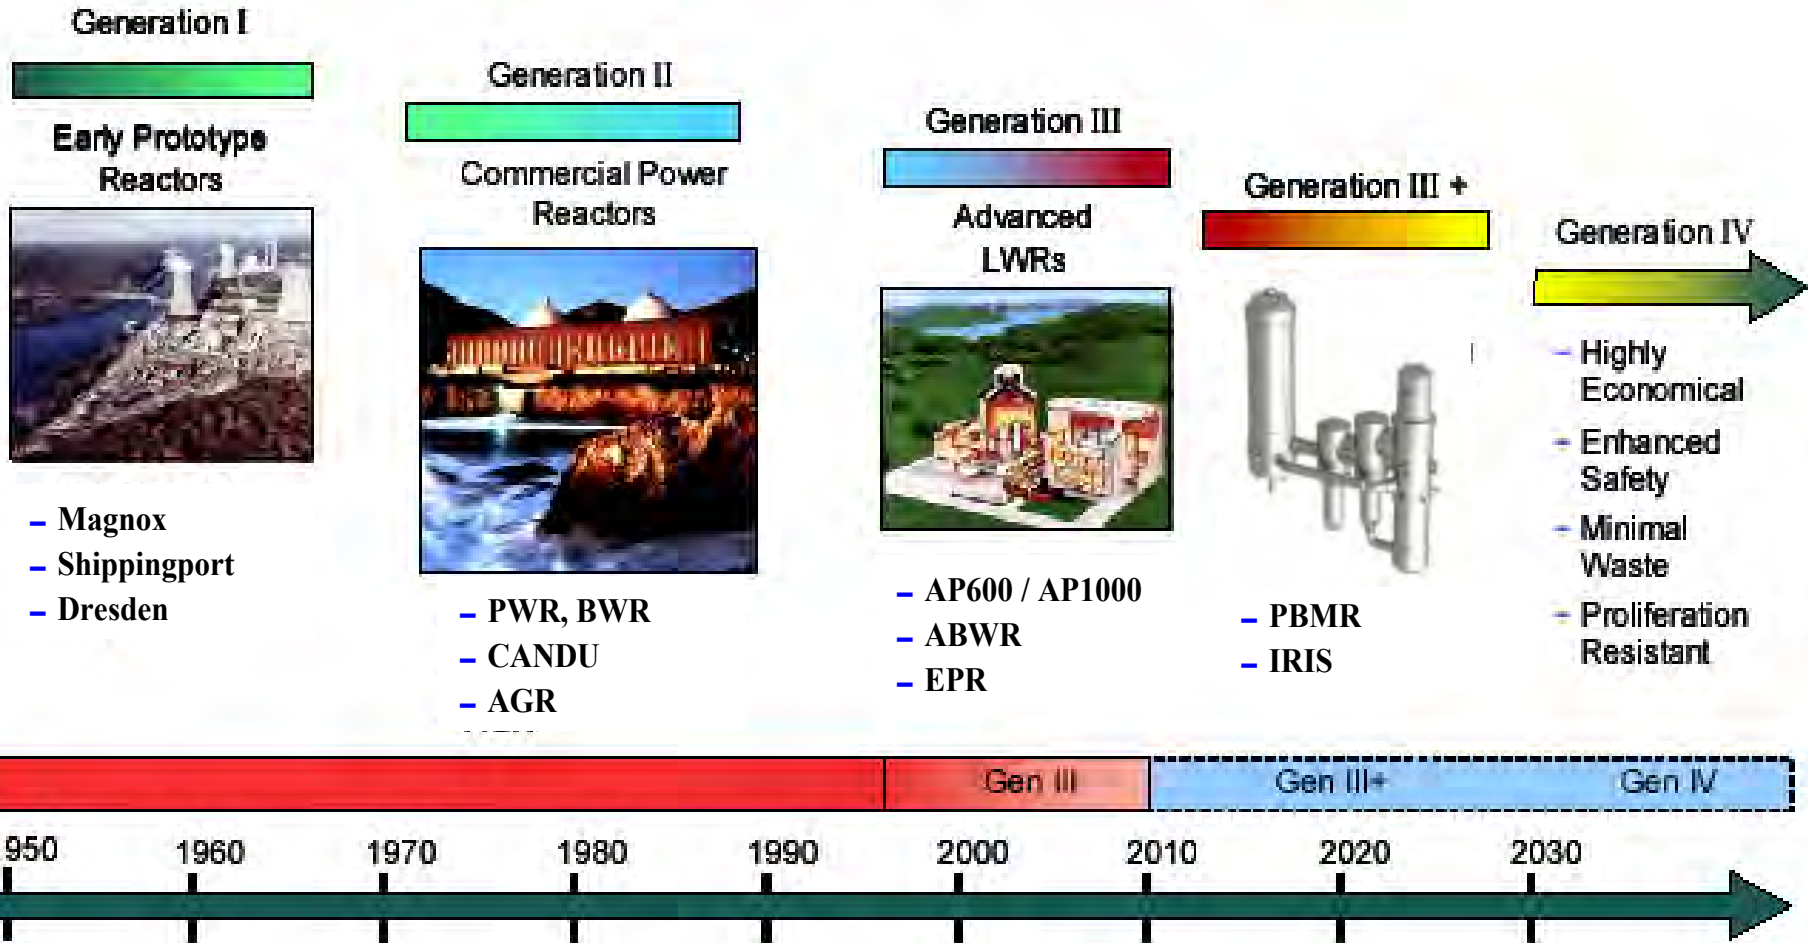 Generation I
Early Prototype
Reactors
– Magnox
– Shippingport
– Dresden
Generation II
Commercial Power
Reactors
– PWR, BWR
– CANDU
– AGR
Generation III
Advanced
LWRs
– AP600 / AP1000
– ABWR
– EPR
Generation III +
– PBMR
– IRIS
Generation IV
– Highly
Economical
– Enhanced
Safety
– Minimal
Waste
– Proliferation
Resistant
Gen III
Gen III+
Gen IV
950
1960
1970
1980
1990
2000
2010
2020
2030